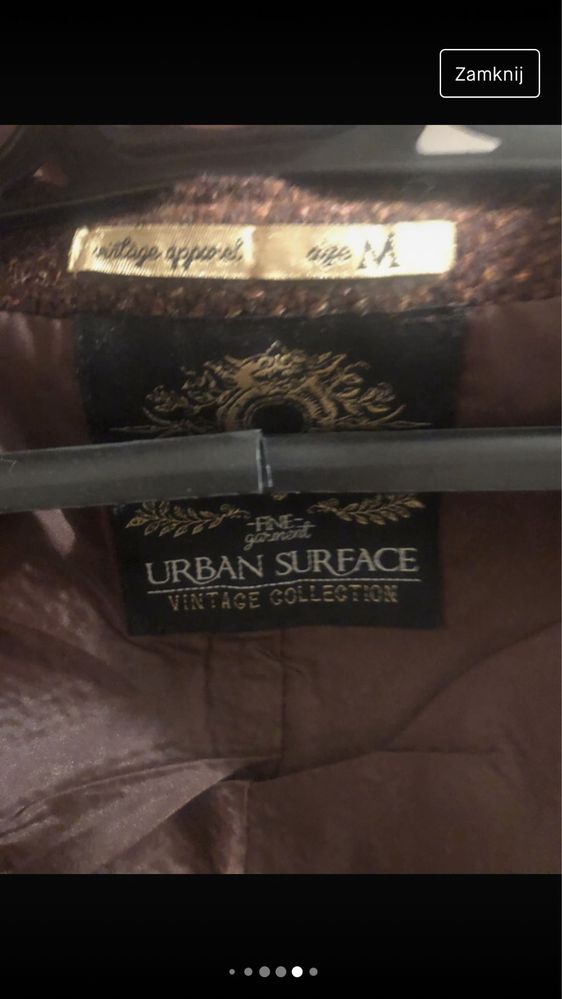 Zamknij
vintage apparel size M
-FINE-
garment
URBAN SURFACE
VINTAGE COLLECTION